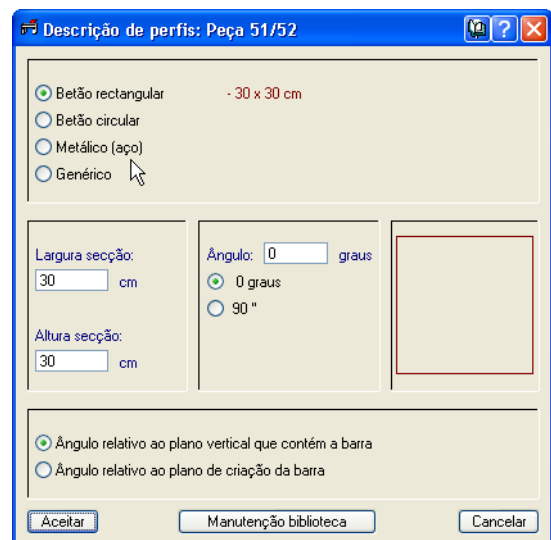 Descrição de perfis: Peça 51/52
Betão rectangular - 30 x 30 cm
Betão circular
Metálico (aço)
Genérico
Largura secção:
30 cm
Altura secção:
30 cm
Ângulo: 0 graus
0 graus
90 "
Ângulo relativo ao plano vertical que contém a barra
Ângulo relativo ao plano de criação da barra
Aceitar Manutenção biblioteca Cancelar